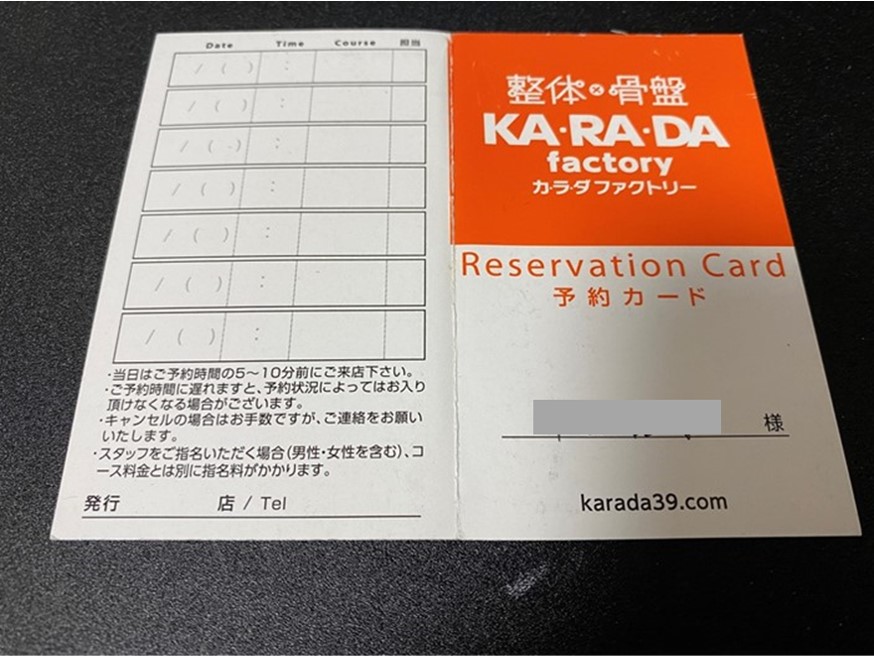 Date Time Course 担当
/ ( ) :
/ ( ) :
/ ( ) :
/ ( ) :
/ ( ) :
/ ( ) :
/ ( ) :
・当日はご予約時間の5〜10分前にご来店下さい。
・ご予約時間に遅れますと、予約状況によってはお入り
頂けなくなる場合がございます。
・キャンセルの場合はお手数ですが、ご連絡をお願い
いたします。
・スタッフをご指名いただく場合(男性・女性を含む)、コ
ース料金とは別に指名料がかかります。
発行 店 / Tel
整体×骨盤
KA・RA・DA
factory
カ・ラ・ダ ファクトリー
Reservation Card
予約カード
様
karada39.com